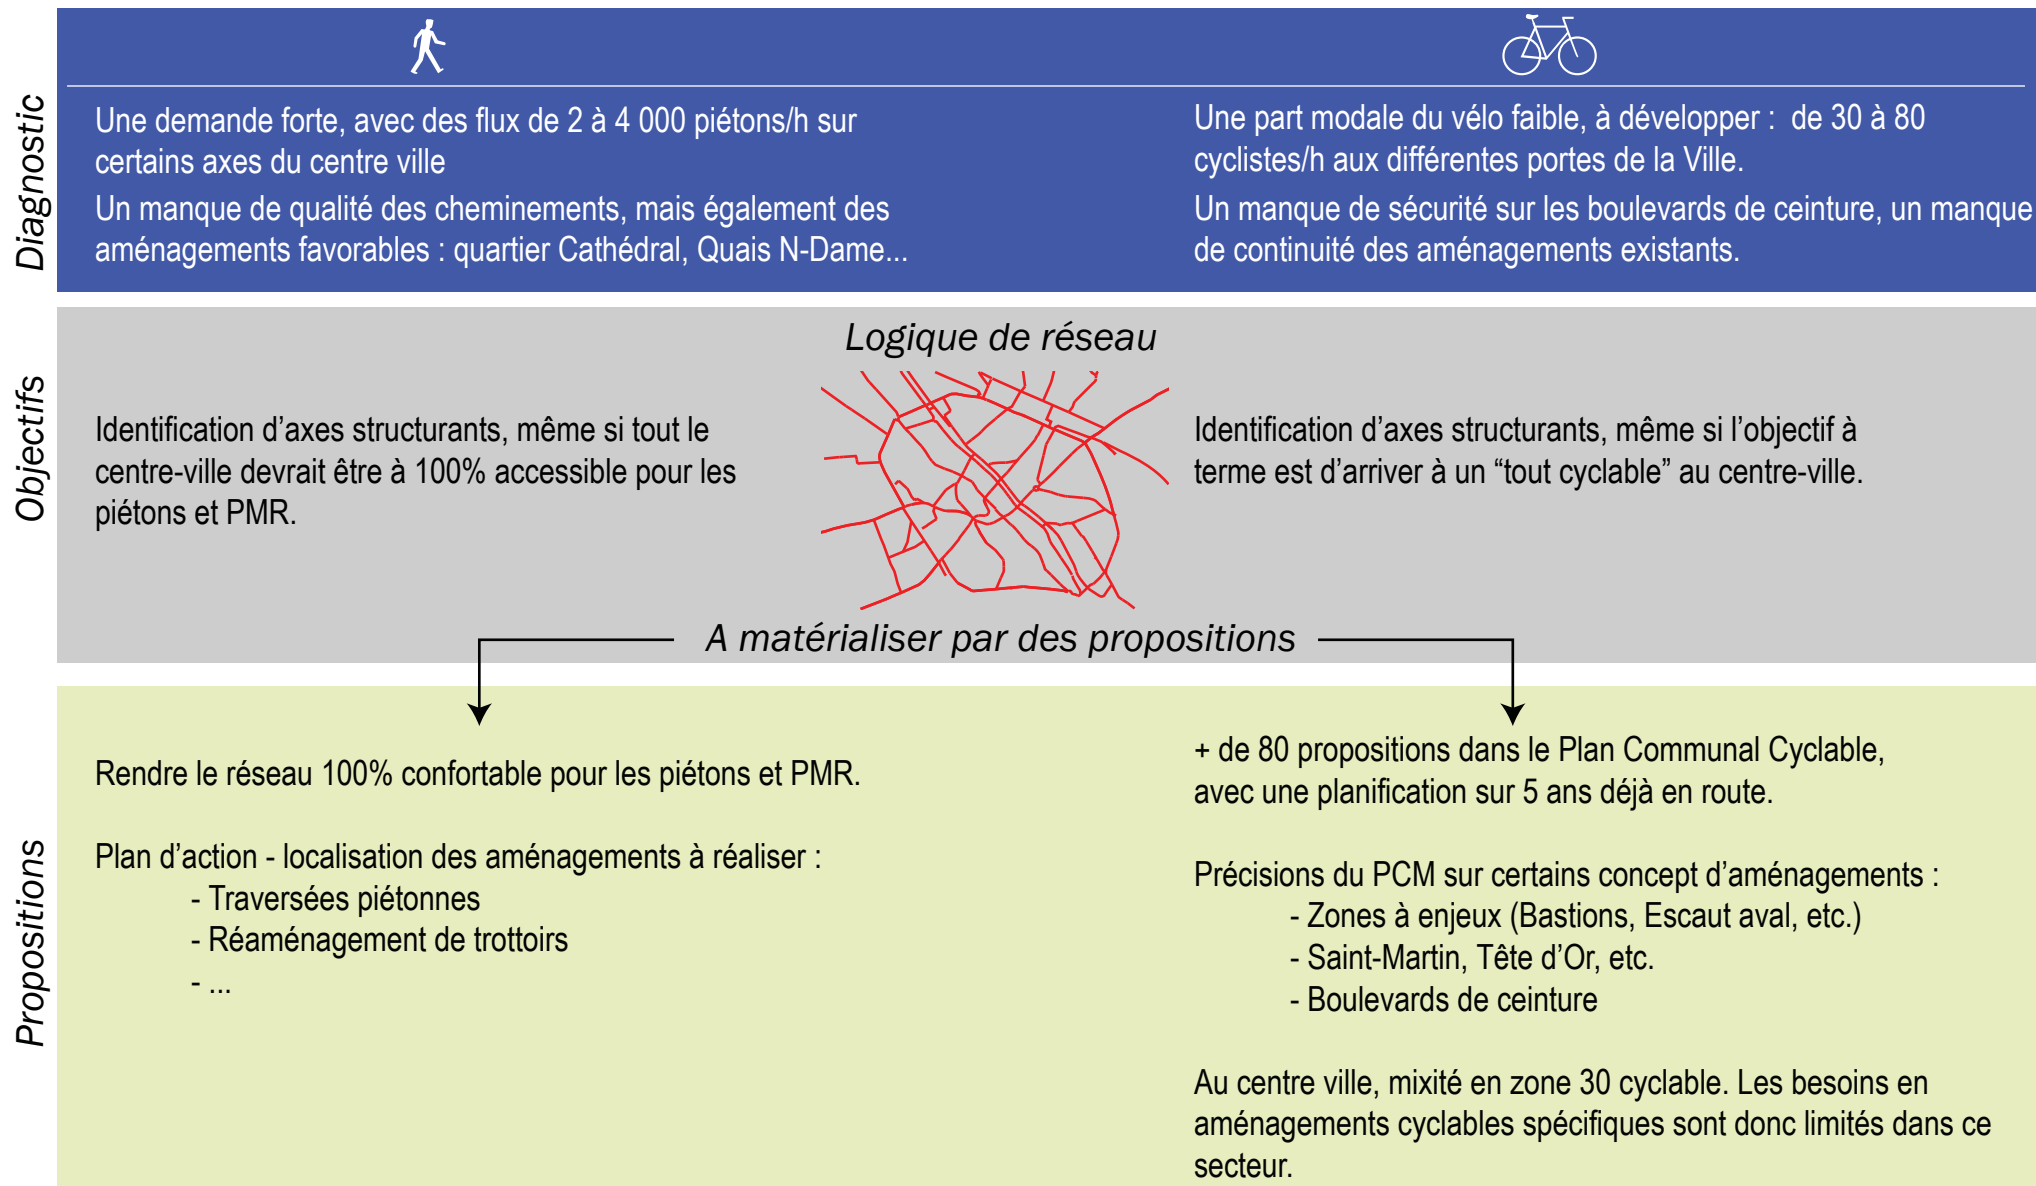 Diagnostic
Une demande forte, avec des flux de 2 à 4 000 piétons/h sur
certains axes du centre ville
Un manque de qualité des cheminements, mais également des
aménagements favorables : quartier Cathédral, Quais N-Dame...
Une part modale du vélo faible, à développer :  de 30 à 80
cyclistes/h aux différentes portes de la Ville.
Un manque de sécurité sur les boulevards de ceinture, un manque
de continuité des aménagements existants.
Objectifs
Logique de réseau
Identification d’axes structurants, même si tout le
centre-ville devrait être à 100% accessible pour les
piétons et PMR.
Identification d’axes structurants, même si l’objectif à
terme est d’arriver à un “tout cyclable” au centre-ville.
A matérialiser par des propositions
Propositions
Rendre le réseau 100% confortable pour les piétons et PMR.
Plan d’action - localisation des aménagements à réaliser :
- Traversées piétonnes
- Réaménagement de trottoirs
- ...
+ de 80 propositions dans le Plan Communal Cyclable,
avec une planification sur 5 ans déjà en route.
Précisions du PCM sur certains concept d’aménagements :
- Zones à enjeux (Bastions, Escaut aval, etc.)
- Saint-Martin, Tête d’Or, etc.
- Boulevards de ceinture
Au centre ville, mixité en zone 30 cyclable. Les besoins en
aménagements cyclables spécifiques sont donc limités dans ce
secteur.